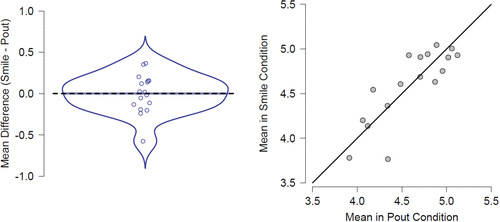 1.0
0.5
0.0
-0.5
-1.0
Mean Difference (Smile - Pout)
5.5
5.0
4.5
4.0
3.5
Mean in Smile Condition
3.5 4.0 4.5 5.0 5.5
Mean in Pout Condition